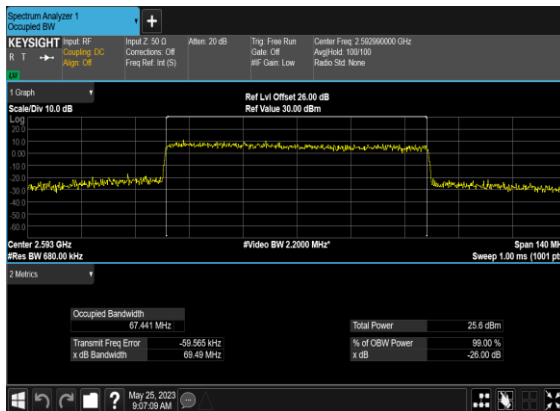 Spectrum Analyzer 1
Occupied BW
KEYSIGHT Input: RF Input Z: 50 Ω Atten: 20 dB Trig: Free Run Center Freq: 2.592990000 GHz
R T Coupling: DC Corrections: Off Gate: Off Avg|Hold: 100/100
Align: Off Freq Ref: Int (S) #IF Gain: Low Radio Std: None
LXI
1 Graph
Ref Lvl Offset 26.00 dB
Scale/Div 10.0 dB Ref Value 30.00 dBm
Log
20.0
10.0
0.00
-10.0
-20.0
-30.0
-40.0
-50.0
-60.0
Center 2.593 GHz #Video BW 2.2000 MHz* Span 140 MHz
#Res BW 680.00 kHz Sweep 1.00 ms (1001 pts)
2 Metrics
Occupied Bandwidth
67.441 MHz Total Power 25.6 dBm
Transmit Freq Error -59.565 kHz % of OBW Power 99.00 %
x dB Bandwidth 69.49 MHz x dB -26.00 dB
May 25, 2023
9:07:09 AM